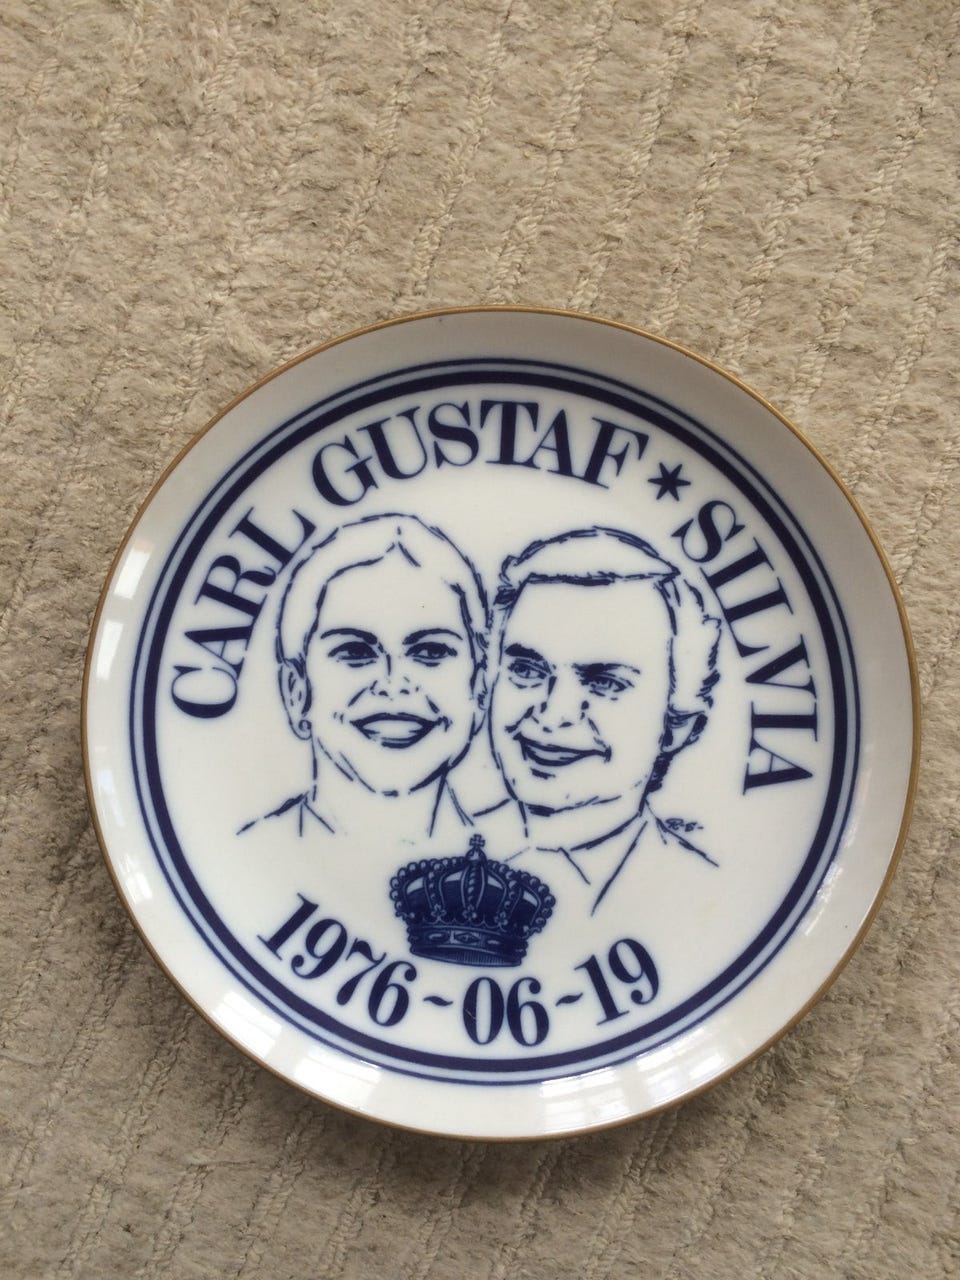 CARL GUSTAF * SILVIA
1976-06-19